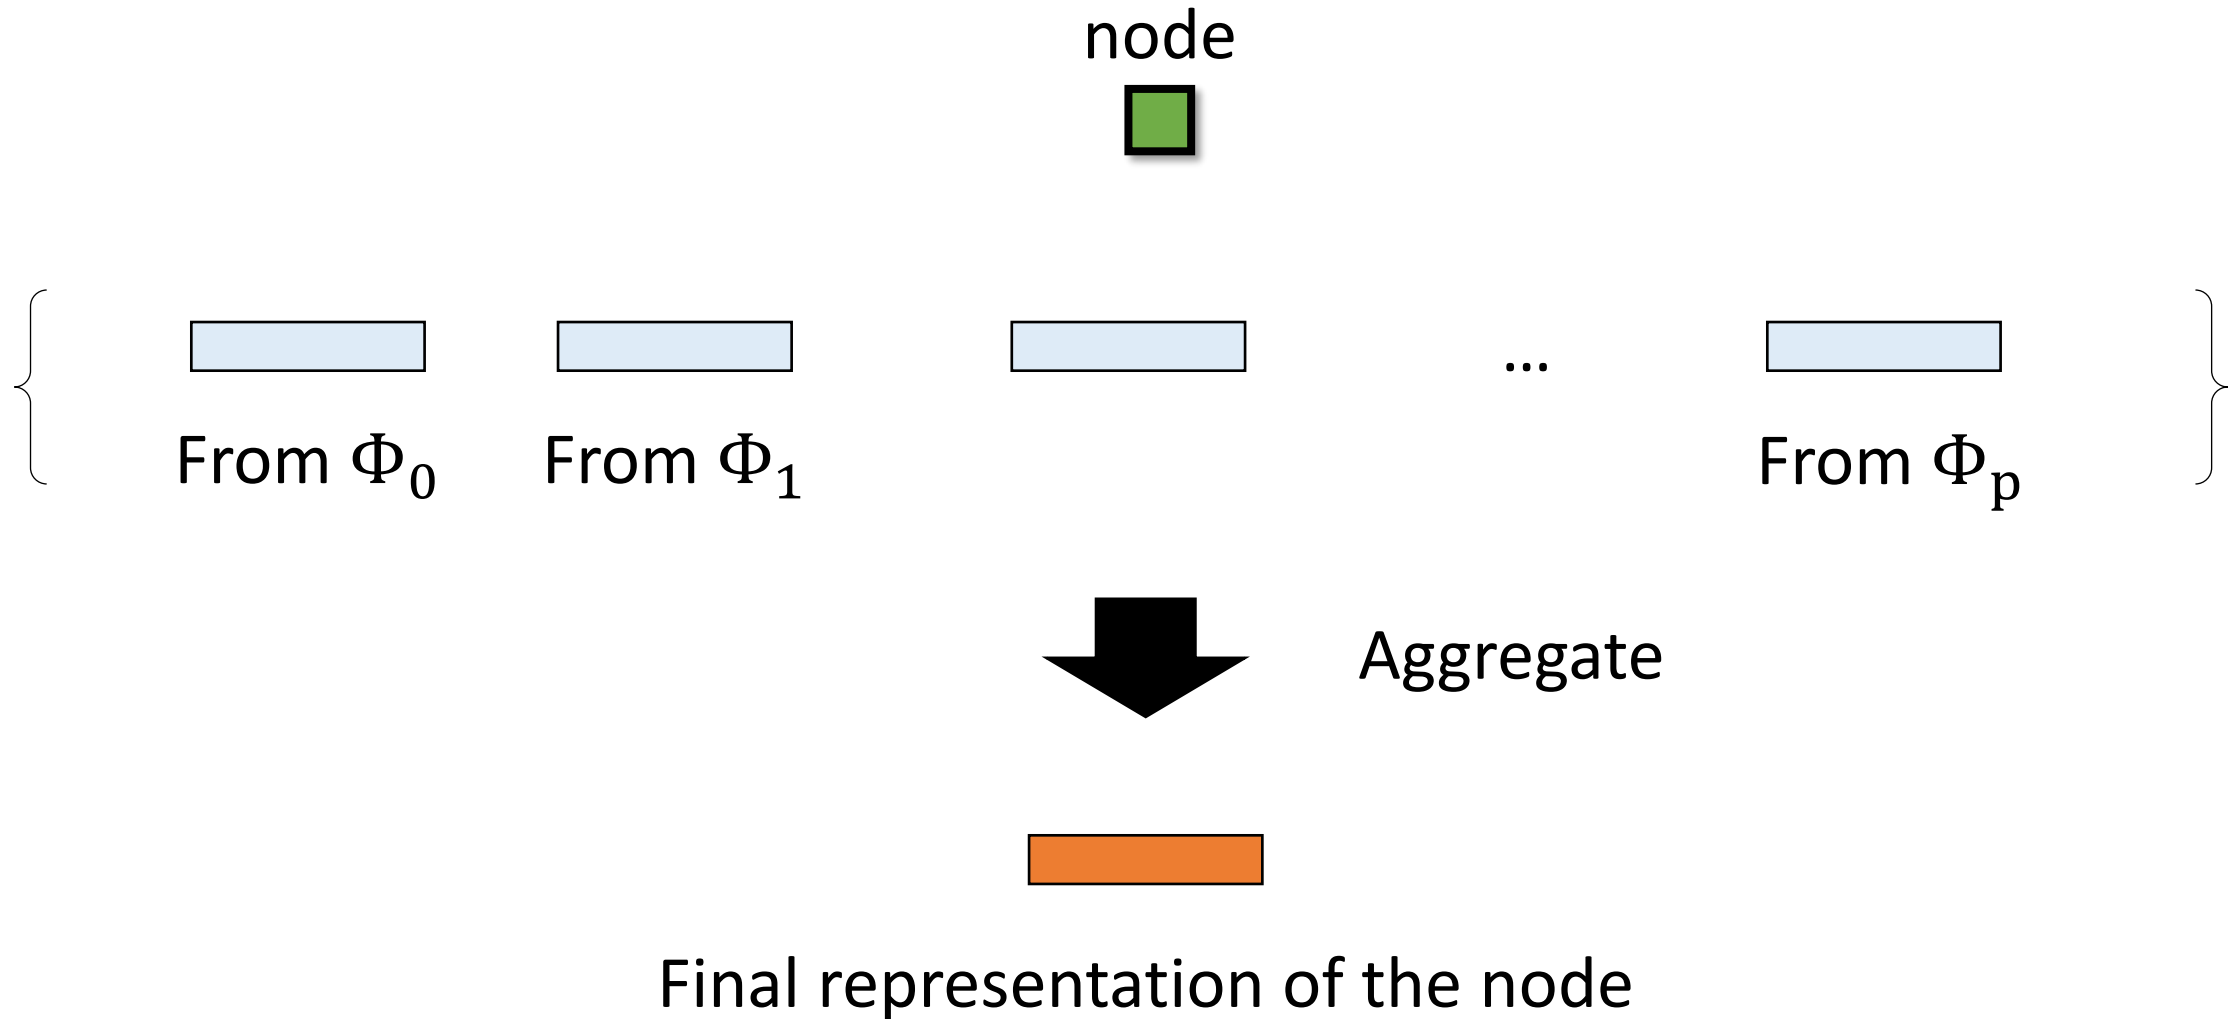 node
...
From Φ₀ From Φ₁ From Φₚ
Aggregate
Final representation of the node